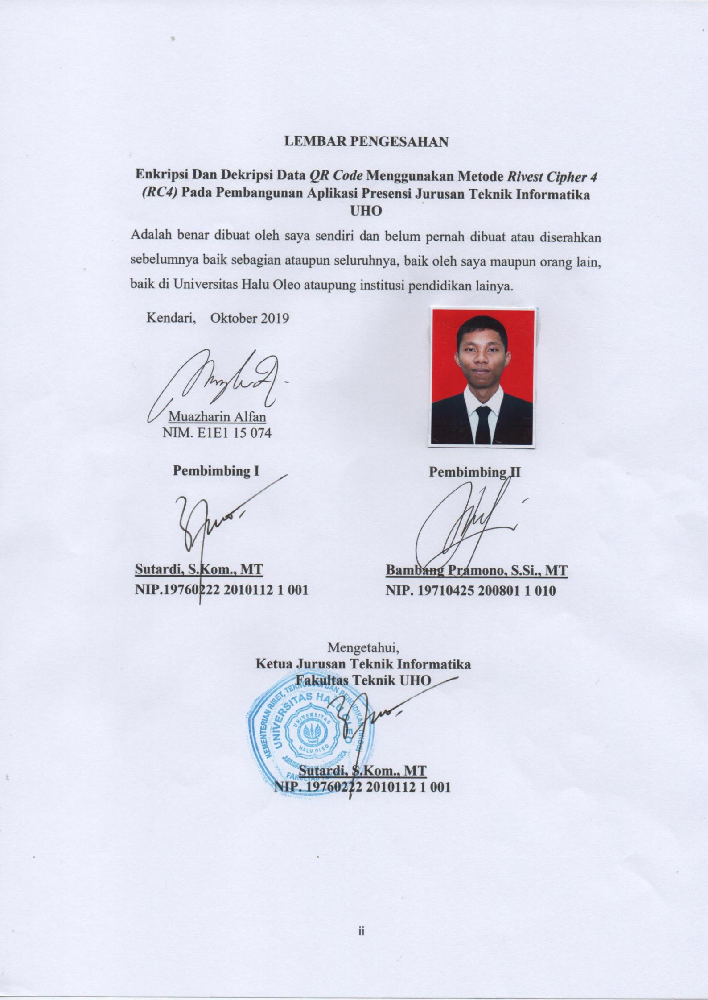 LEMBAR PENGESAHAN
Enkripsi Dan Dekripsi Data QR Code Menggunakan Metode Rivest Cipher 4
(RC4) Pada Pembangunan Aplikasi Presensi Jurusan Teknik Informatika
UHO
Adalah benar dibuat oleh saya sendiri dan belum pernah dibuat atau diserahkan
sebelumnya baik sebagian ataupun seluruhnya, baik oleh saya maupun orang lain,
baik di Universitas Halu Oleo ataupung institusi pendidikan lainya.
Kendari, Oktober 2019
Muazharin Alfan
NIM. E1E1 15 074
Pembimbing I
Pembimbing II
Sutardi, S.Kom., MT
NIP.19760222 2010112 1 001
Bambang Pramono, S.Si., MT
NIP. 19710425 200801 1 010
Mengetahui,
Ketua Jurusan Teknik Informatika
Fakultas Teknik UHO
KEMENTERIAN RISET, TEKNOLOGI DAN PENDIDIKAN TINGGI
UNIVERSITAS HALU OLEO
UNIVERSITAS
HALU OLEO
JURUSAN TEKNIK INFORMATIKA
FAKULTAS TEKNIK
Sutardi, S.Kom., MT
NIP. 19760222 2010112 1 001
ii